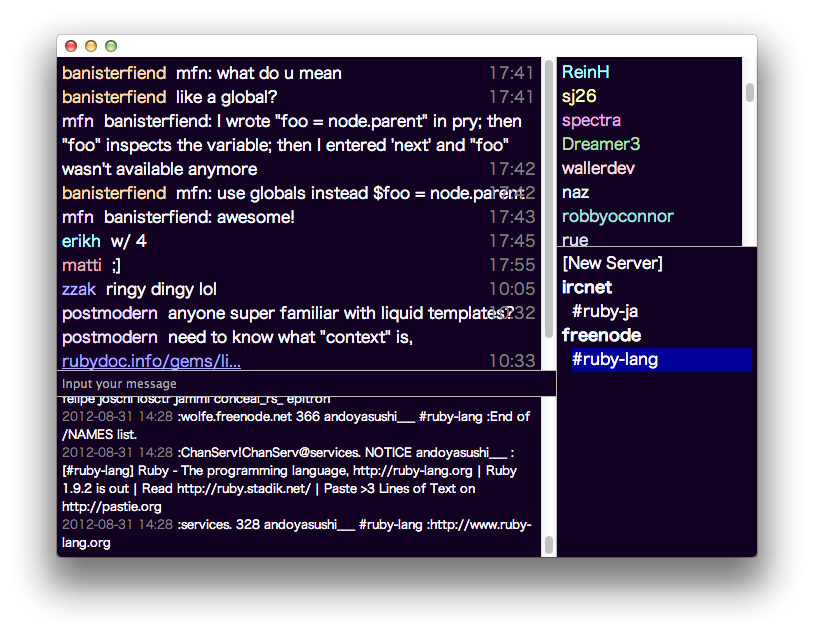 banisterfiend mfn: what do u mean 17:41
banisterfiend like a global? 17:41
mfn banisterfiend: I wrote "foo = node.parent" in pry; then
"foo" inspects the variable; then I entered 'next' and "foo"
wasn't available anymore 17:42
banisterfiend mfn: use globals instead $foo = node.parent 17:42
mfn banisterfiend: awesome! 17:43
erikh w/ 4 17:45
matti ;] 17:55
zzak ringy dingy lol 10:05
postmodern anyone super familiar with liquid templates? 10:32
postmodern need to know what "context" is,
rubydoc.info/gems/li... 10:33
Input your message
felipe joschi losctr jammi conceal_rs_ epitron
2012-08-31 14:28 :wolfe.freenode.net 366 andoyasushi___ #ruby-lang :End of
/NAMES list.
2012-08-31 14:28 :ChanServ!ChanServ@services. NOTICE andoyasushi___ :
[#ruby-lang] Ruby - The programming language, http://ruby-lang.org | Ruby
1.9.2 is out | Read http://ruby.stadik.net/ | Paste >3 Lines of Text on
http://pastie.org
2012-08-31 14:28 :services. 328 andoyasushi___ #ruby-lang :http://www.ruby-
lang.org
ReinH
sj26
spectra
Dreamer3
wallerdev
naz
robbyoconnor
rue
[New Server]
ircnet
#ruby-ja
freenode
#ruby-lang